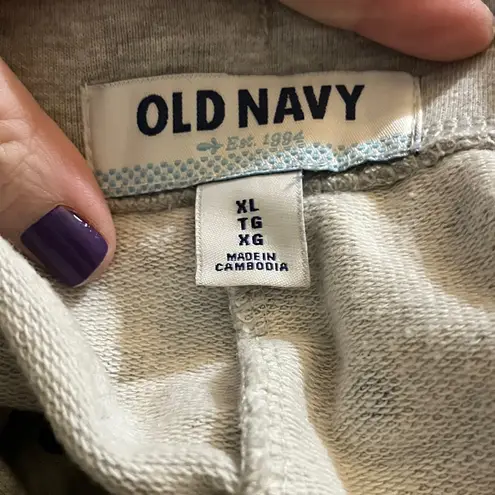 OLD NAVY
Est. 1994
XL
TG
XG
MADE IN
CAMBODIA